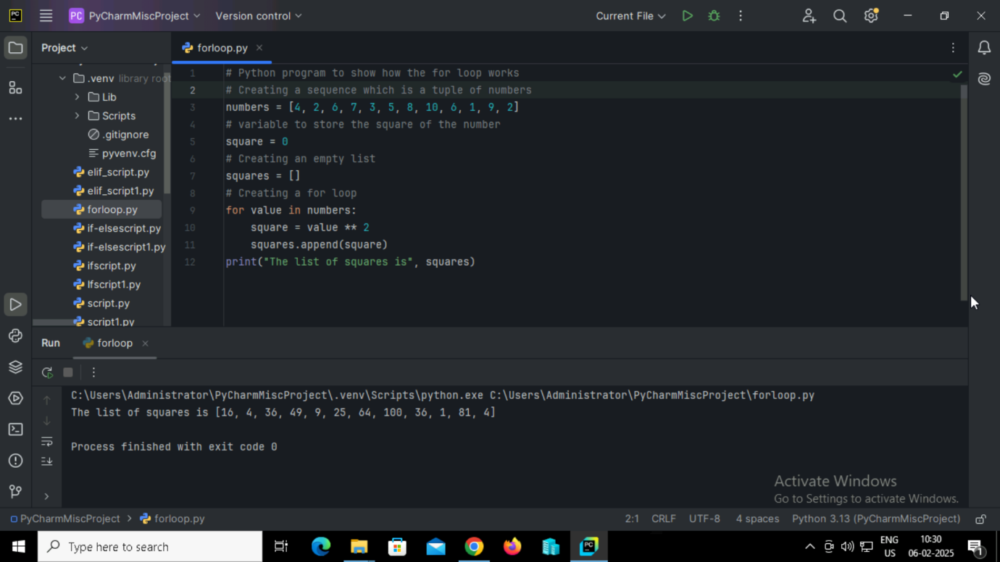 PC
PC PyCharmMiscProject
Version control
Current File
Project
forloop.py
.venv library root
Lib
Scripts
.gitignore
pyvenv.cfg
elif_script.py
elif_script1.py
forloop.py
if-elsescript.py
if-elsescript1.py
ifscript.py
Ifscript1.py
script.py
script1.py
1 # Python program to show how the for loop works
2 # Creating a sequence which is a tuple of numbers
3 numbers = [4, 2, 6, 7, 3, 5, 8, 10, 6, 1, 9, 2]
4 # variable to store the square of the number
5 square = 0
6 # Creating an empty list
7 squares = []
8 # Creating a for loop
9 for value in numbers:
10 square = value ** 2
11 squares.append(square)
12 print("The list of squares is", squares)
Run
forloop
C:\Users\Administrator\PyCharmMiscProject\.venv\Scripts\python.exe C:\Users\Administrator\PyCharmMiscProject\forloop.py
The list of squares is [16, 4, 36, 49, 9, 25, 64, 100, 36, 1, 81, 4]
Process finished with exit code 0
Activate Windows
Go to Settings to activate Windows.
PyCharmMiscProject > forloop.py
2:1 CRLF UTF-8 4 spaces Python 3.13 (PyCharmMiscProject)
Type here to search
PC
ENG
US
10:30
06-02-2025
1